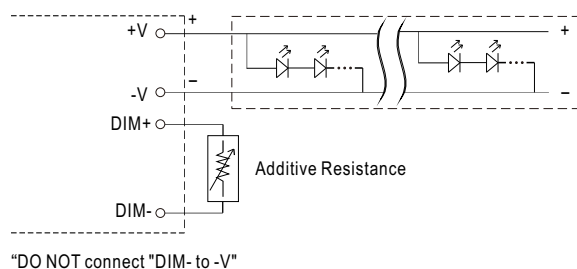 +
+V
+
-V
−
−
DIM+
Additive Resistance
DIM-
“DO NOT connect "DIM- to -V"